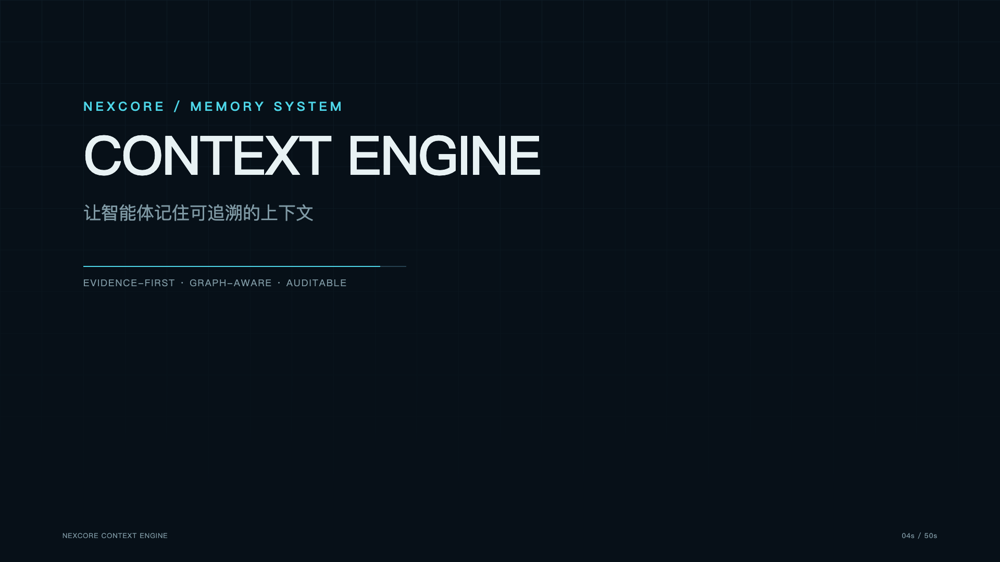 NEXCORE / MEMORY SYSTEM
CONTEXT ENGINE
让智能体记住可追溯的上下文
EVIDENCE–FIRST · GRAPH–AWARE · AUDITABLE
NEXCORE CONTEXT ENGINE
04s / 50s